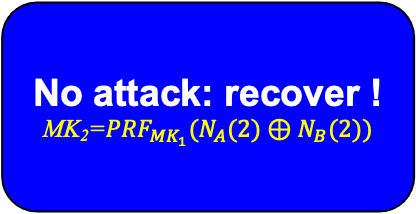 No attack: recover !
MK₂=PRF_{MK₁}(N_A(2) ⊕ N_B(2))